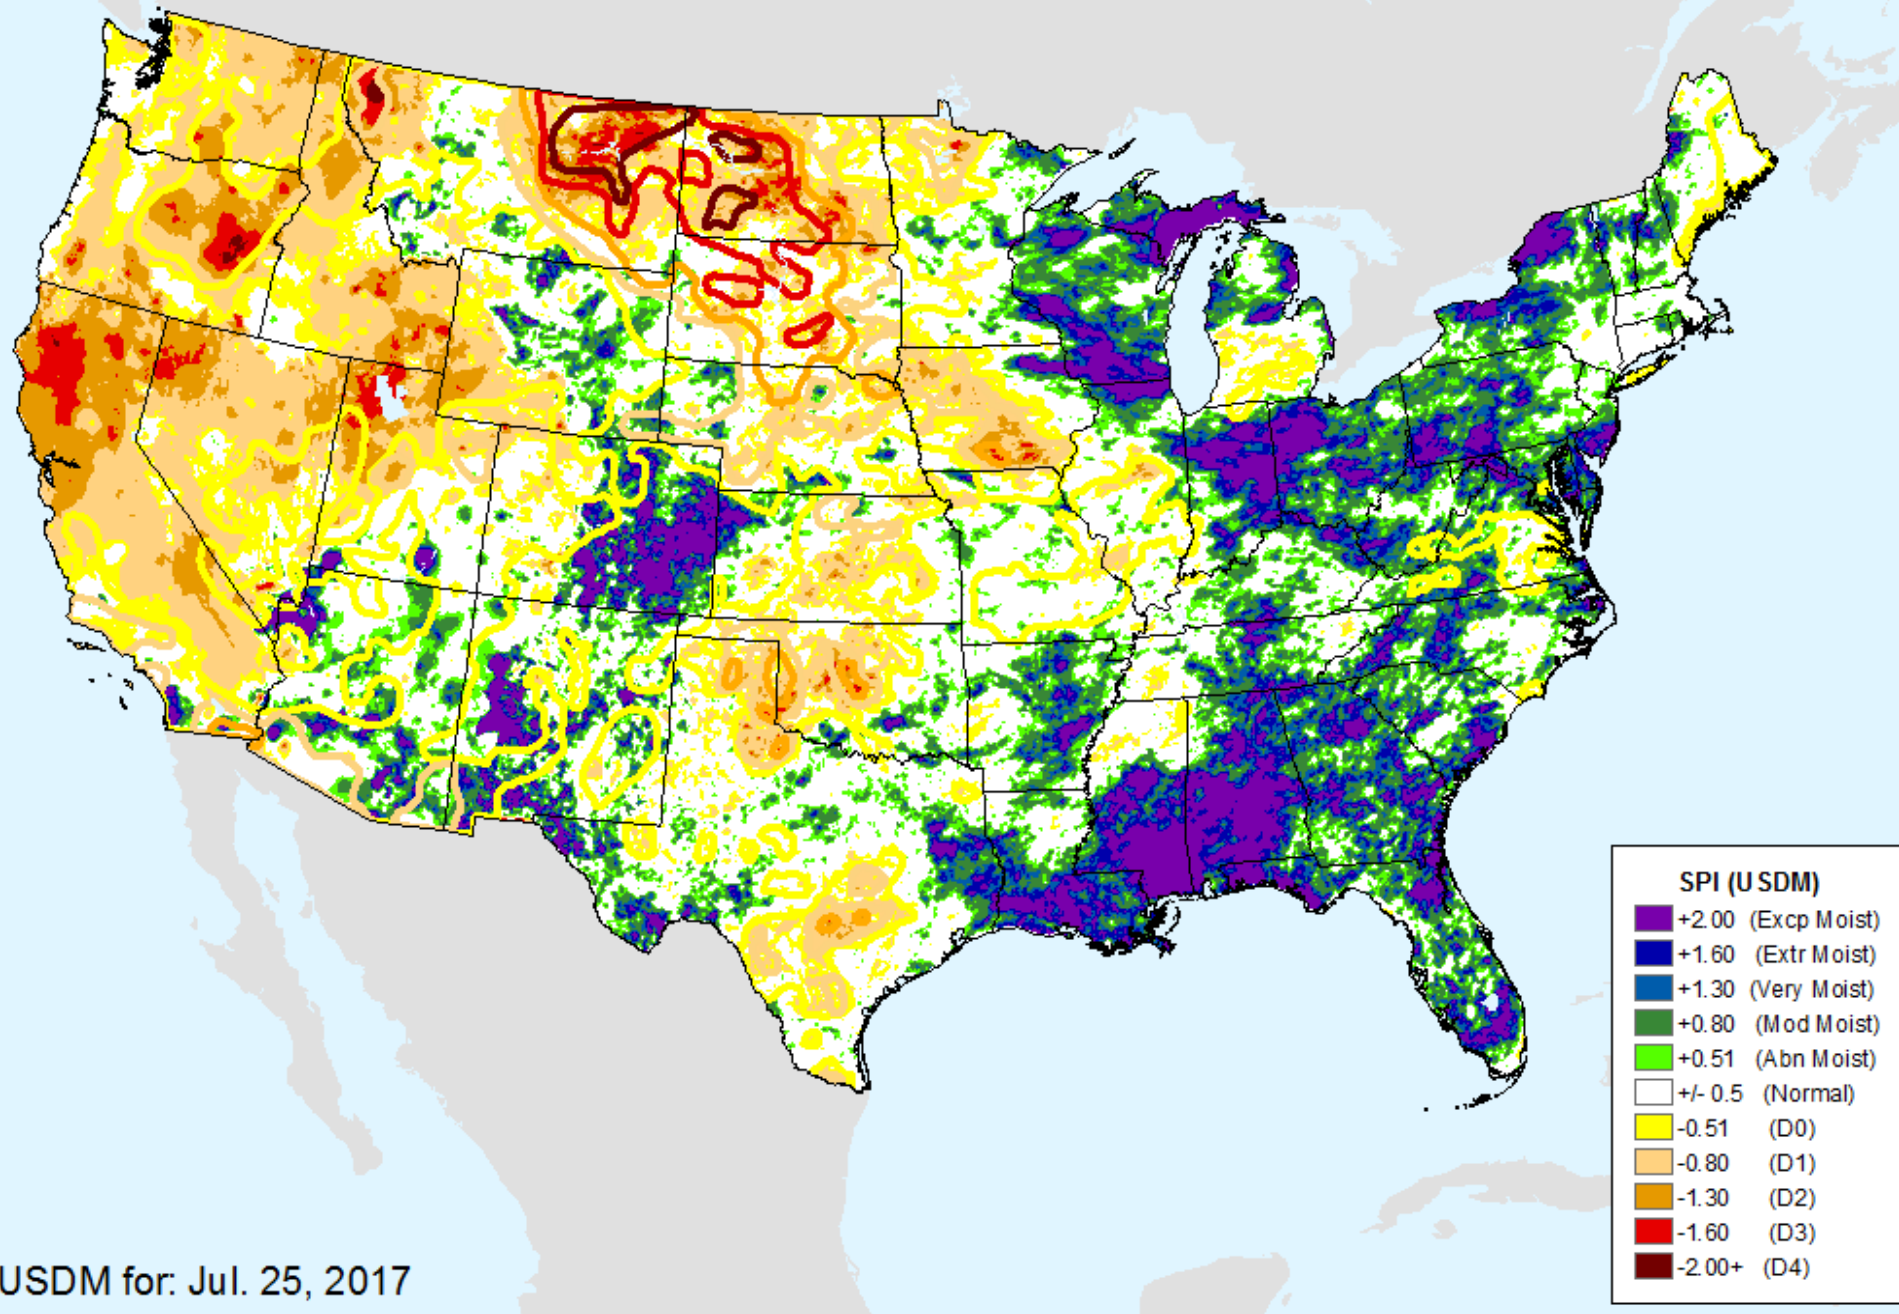 SPI (USDM)
+2.00 (Excp Moist)
+1.60 (Extr Moist)
+1.30 (Very Moist)
+0.80 (Mod Moist)
+0.51 (Abn Moist)
+/- 0.5 (Normal)
-0.51 (D0)
-0.80 (D1)
-1.30 (D2)
-1.60 (D3)
-2.00+ (D4)
USDM for: Jul. 25, 2017